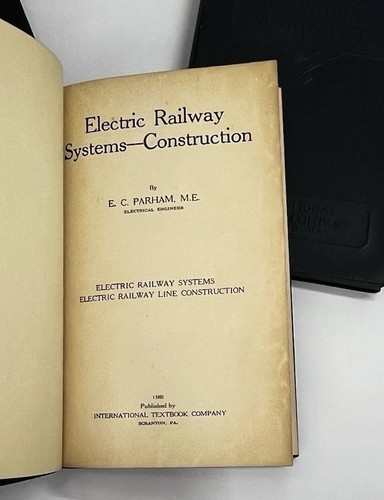 Electric Railway
Systems—Construction
By
E. C. PARHAM, M.E.
ELECTRICAL ENGINEER
ELECTRIC RAILWAY SYSTEMS
ELECTRIC RAILWAY LINE CONSTRUCTION
Published by
INTERNATIONAL TEXTBOOK COMPANY
SCRANTON, PA.